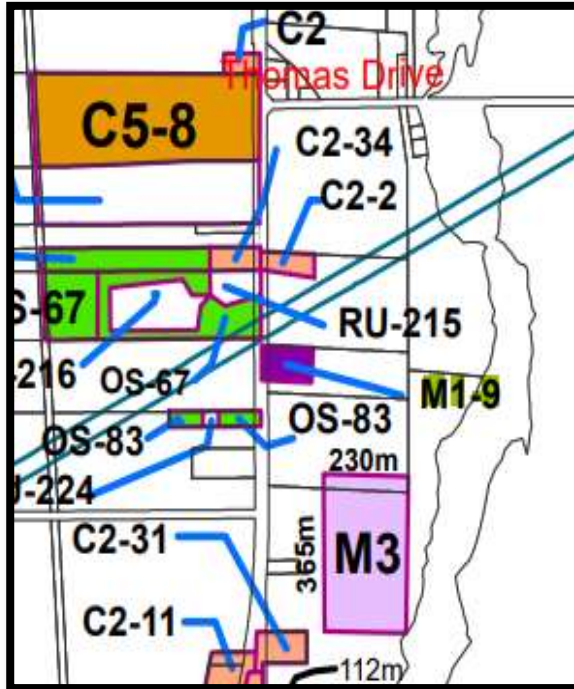 C2
Thomas Drive
C5-8
C2-34
C2-2
S-67
RU-215
-216
OS-67
M1-9
OS-83
OS-83
230m
J-224
C2-31
365m
M3
C2-11
112m